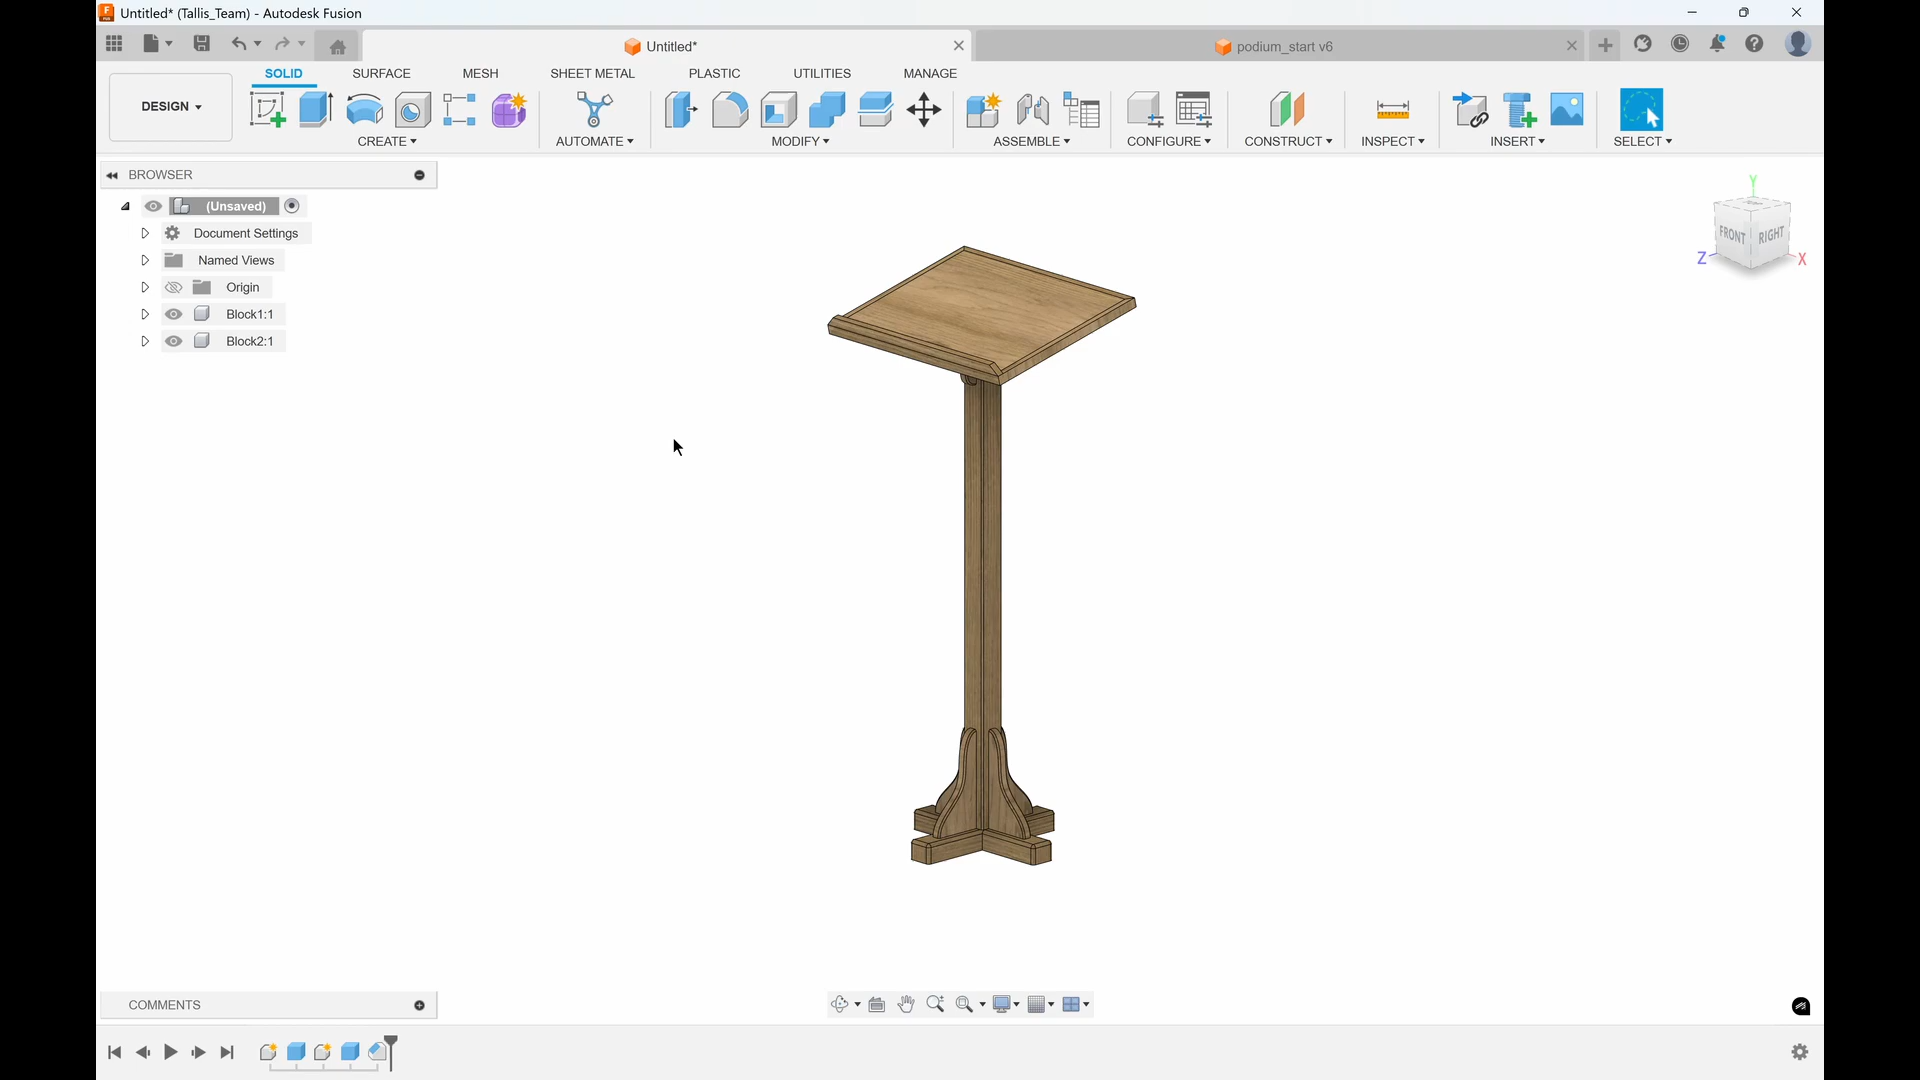 Untitled* (Tallis_Team) - Autodesk Fusion
Untitled*
podium_start v6
SOLID
SURFACE
MESH
SHEET METAL
PLASTIC
UTILITIES
MANAGE
DESIGN
CREATE
AUTOMATE
MODIFY
ASSEMBLE
CONFIGURE
CONSTRUCT
INSPECT
INSERT
SELECT
BROWSER
(Unsaved)
Document Settings
Named Views
Origin
Block1:1
Block2:1
Y
FRONT
RIGHT
Z
X
COMMENTS